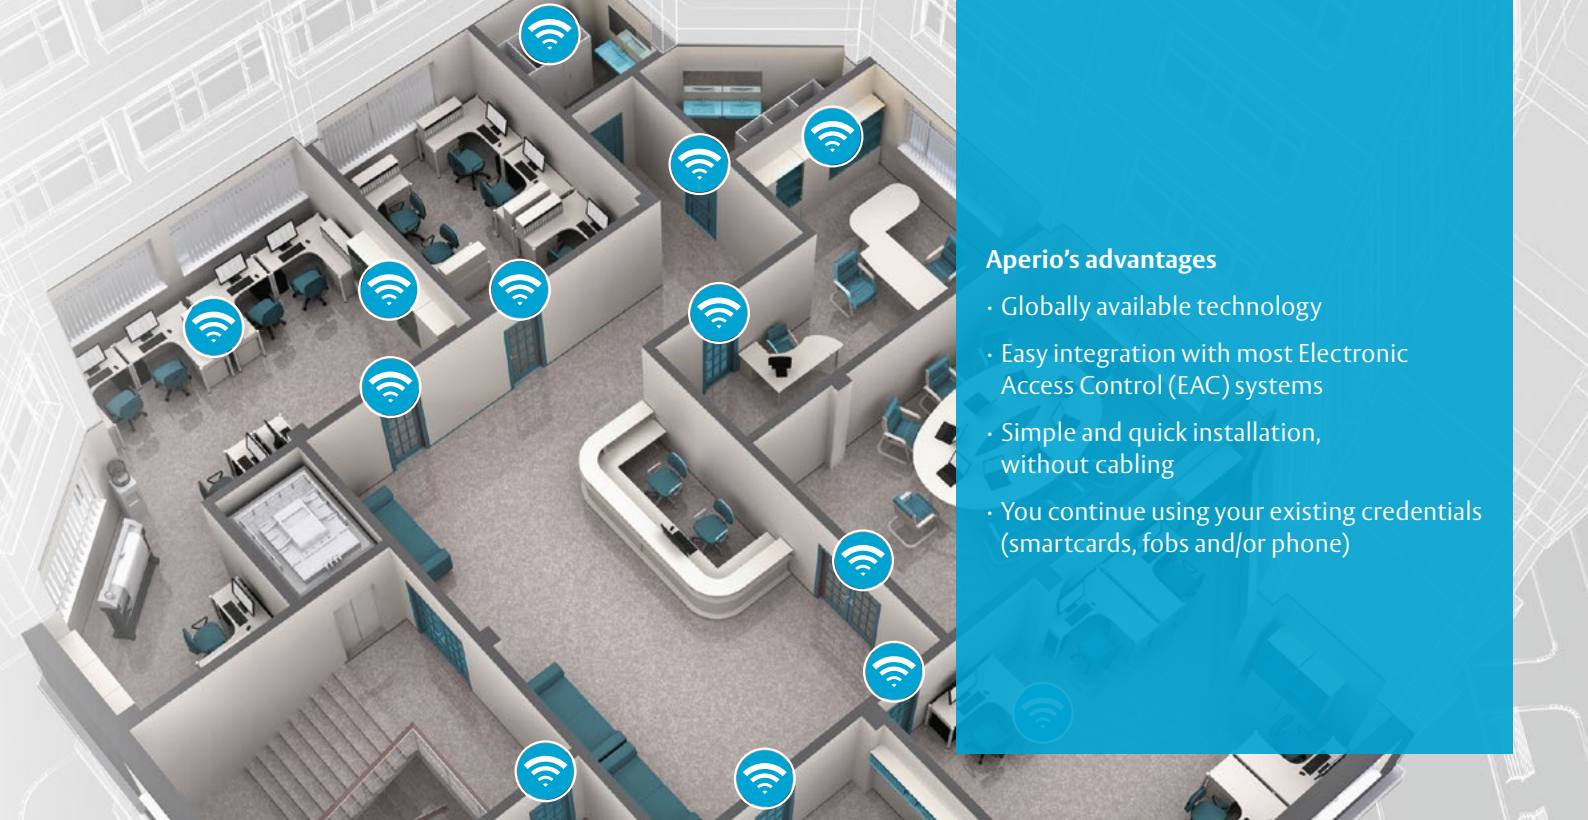 Aperio’s advantages
· Globally available technology
· Easy integration with most Electronic
Access Control (EAC) systems
· Simple and quick installation,
without cabling
· You continue using your existing credentials
(smartcards, fobs and/or phone)